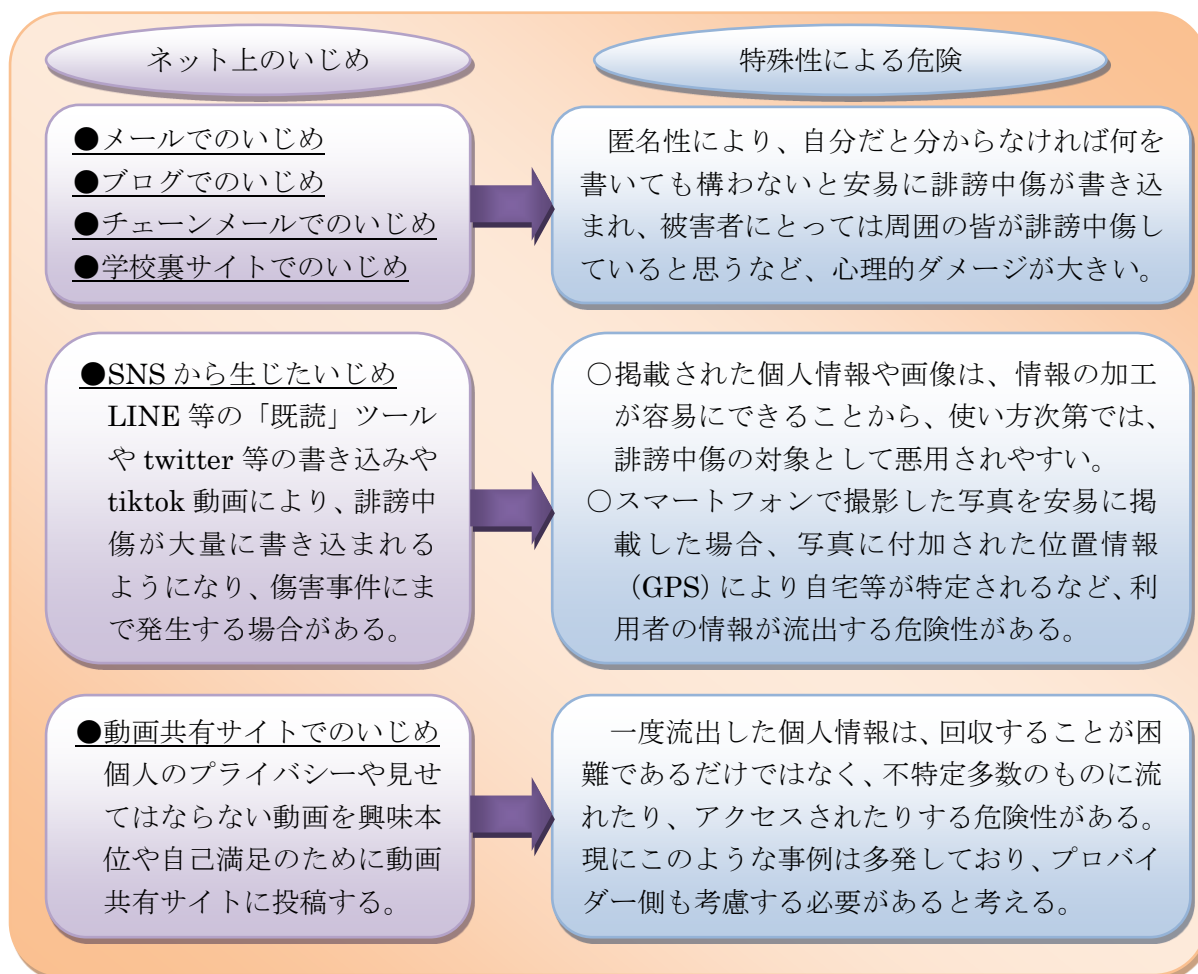 ネット上のいじめ
特殊性による危険
●メールでのいじめ
●ブログでのいじめ
●チェーンメールでのいじめ
●学校裏サイトでのいじめ
匿名性により、自分だと分からなければ何を
書いても構わないと安易に誹謗中傷が書き込
まれ、被害者にとっては周囲の皆が誹謗中傷し
ていると思うなど、心理的ダメージが大きい。
●SNS から生じたいじめ
LINE 等の「既読」ツール
や twitter 等の書き込みや
tiktok 動画により、誹謗中
傷が大量に書き込まれる
ようになり、傷害事件にま
で発生する場合がある。
○掲載された個人情報や画像は、情報の加工
が容易にできることから、使い方次第では、
誹謗中傷の対象として悪用されやすい。
○スマートフォンで撮影した写真を安易に掲
載した場合、写真に付加された位置情報
(GPS)により自宅等が特定されるなど、利
用者の情報が流出する危険性がある。
●動画共有サイトでのいじめ
個人のプライバシーや見せ
てはならない動画を興味本
位や自己満足のために動画
共有サイトに投稿する。
一度流出した個人情報は、回収することが困
難であるだけではなく、不特定多数のものに流
れたり、アクセスされたりする危険性がある。
現にこのような事例は多発しており、プロバイ
ダー側も考慮する必要があると考える。